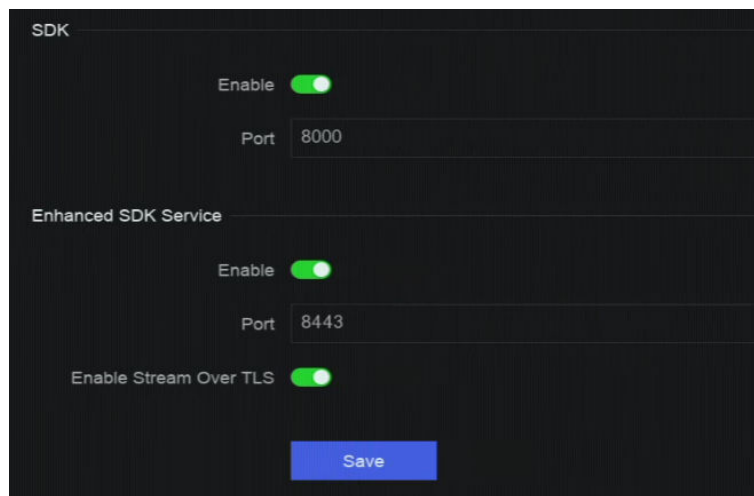 SDK
Enable
Port 8000
Enhanced SDK Service
Enable
Port 8443
Enable Stream Over TLS
Save